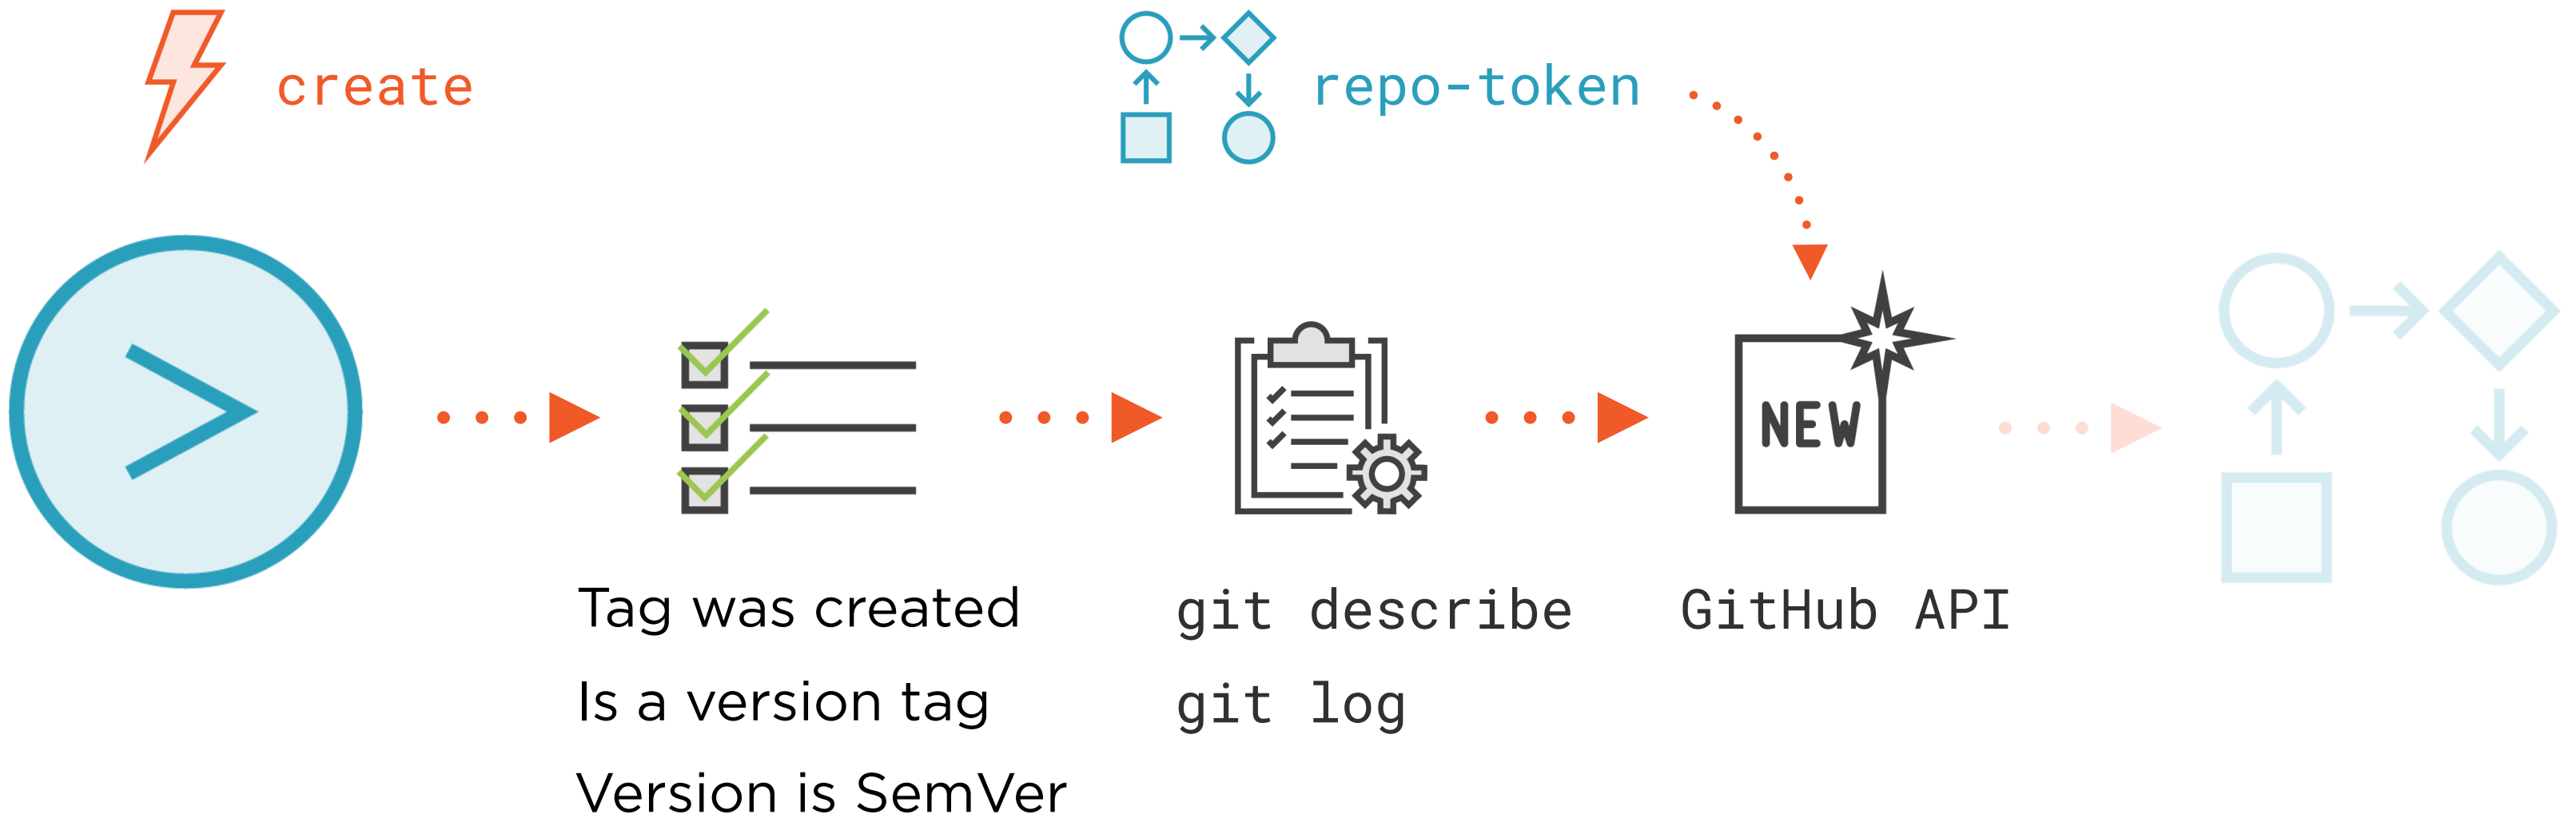 create
repo-token
NEW
Tag was created
Is a version tag
Version is SemVer
git describe
git log
GitHub API